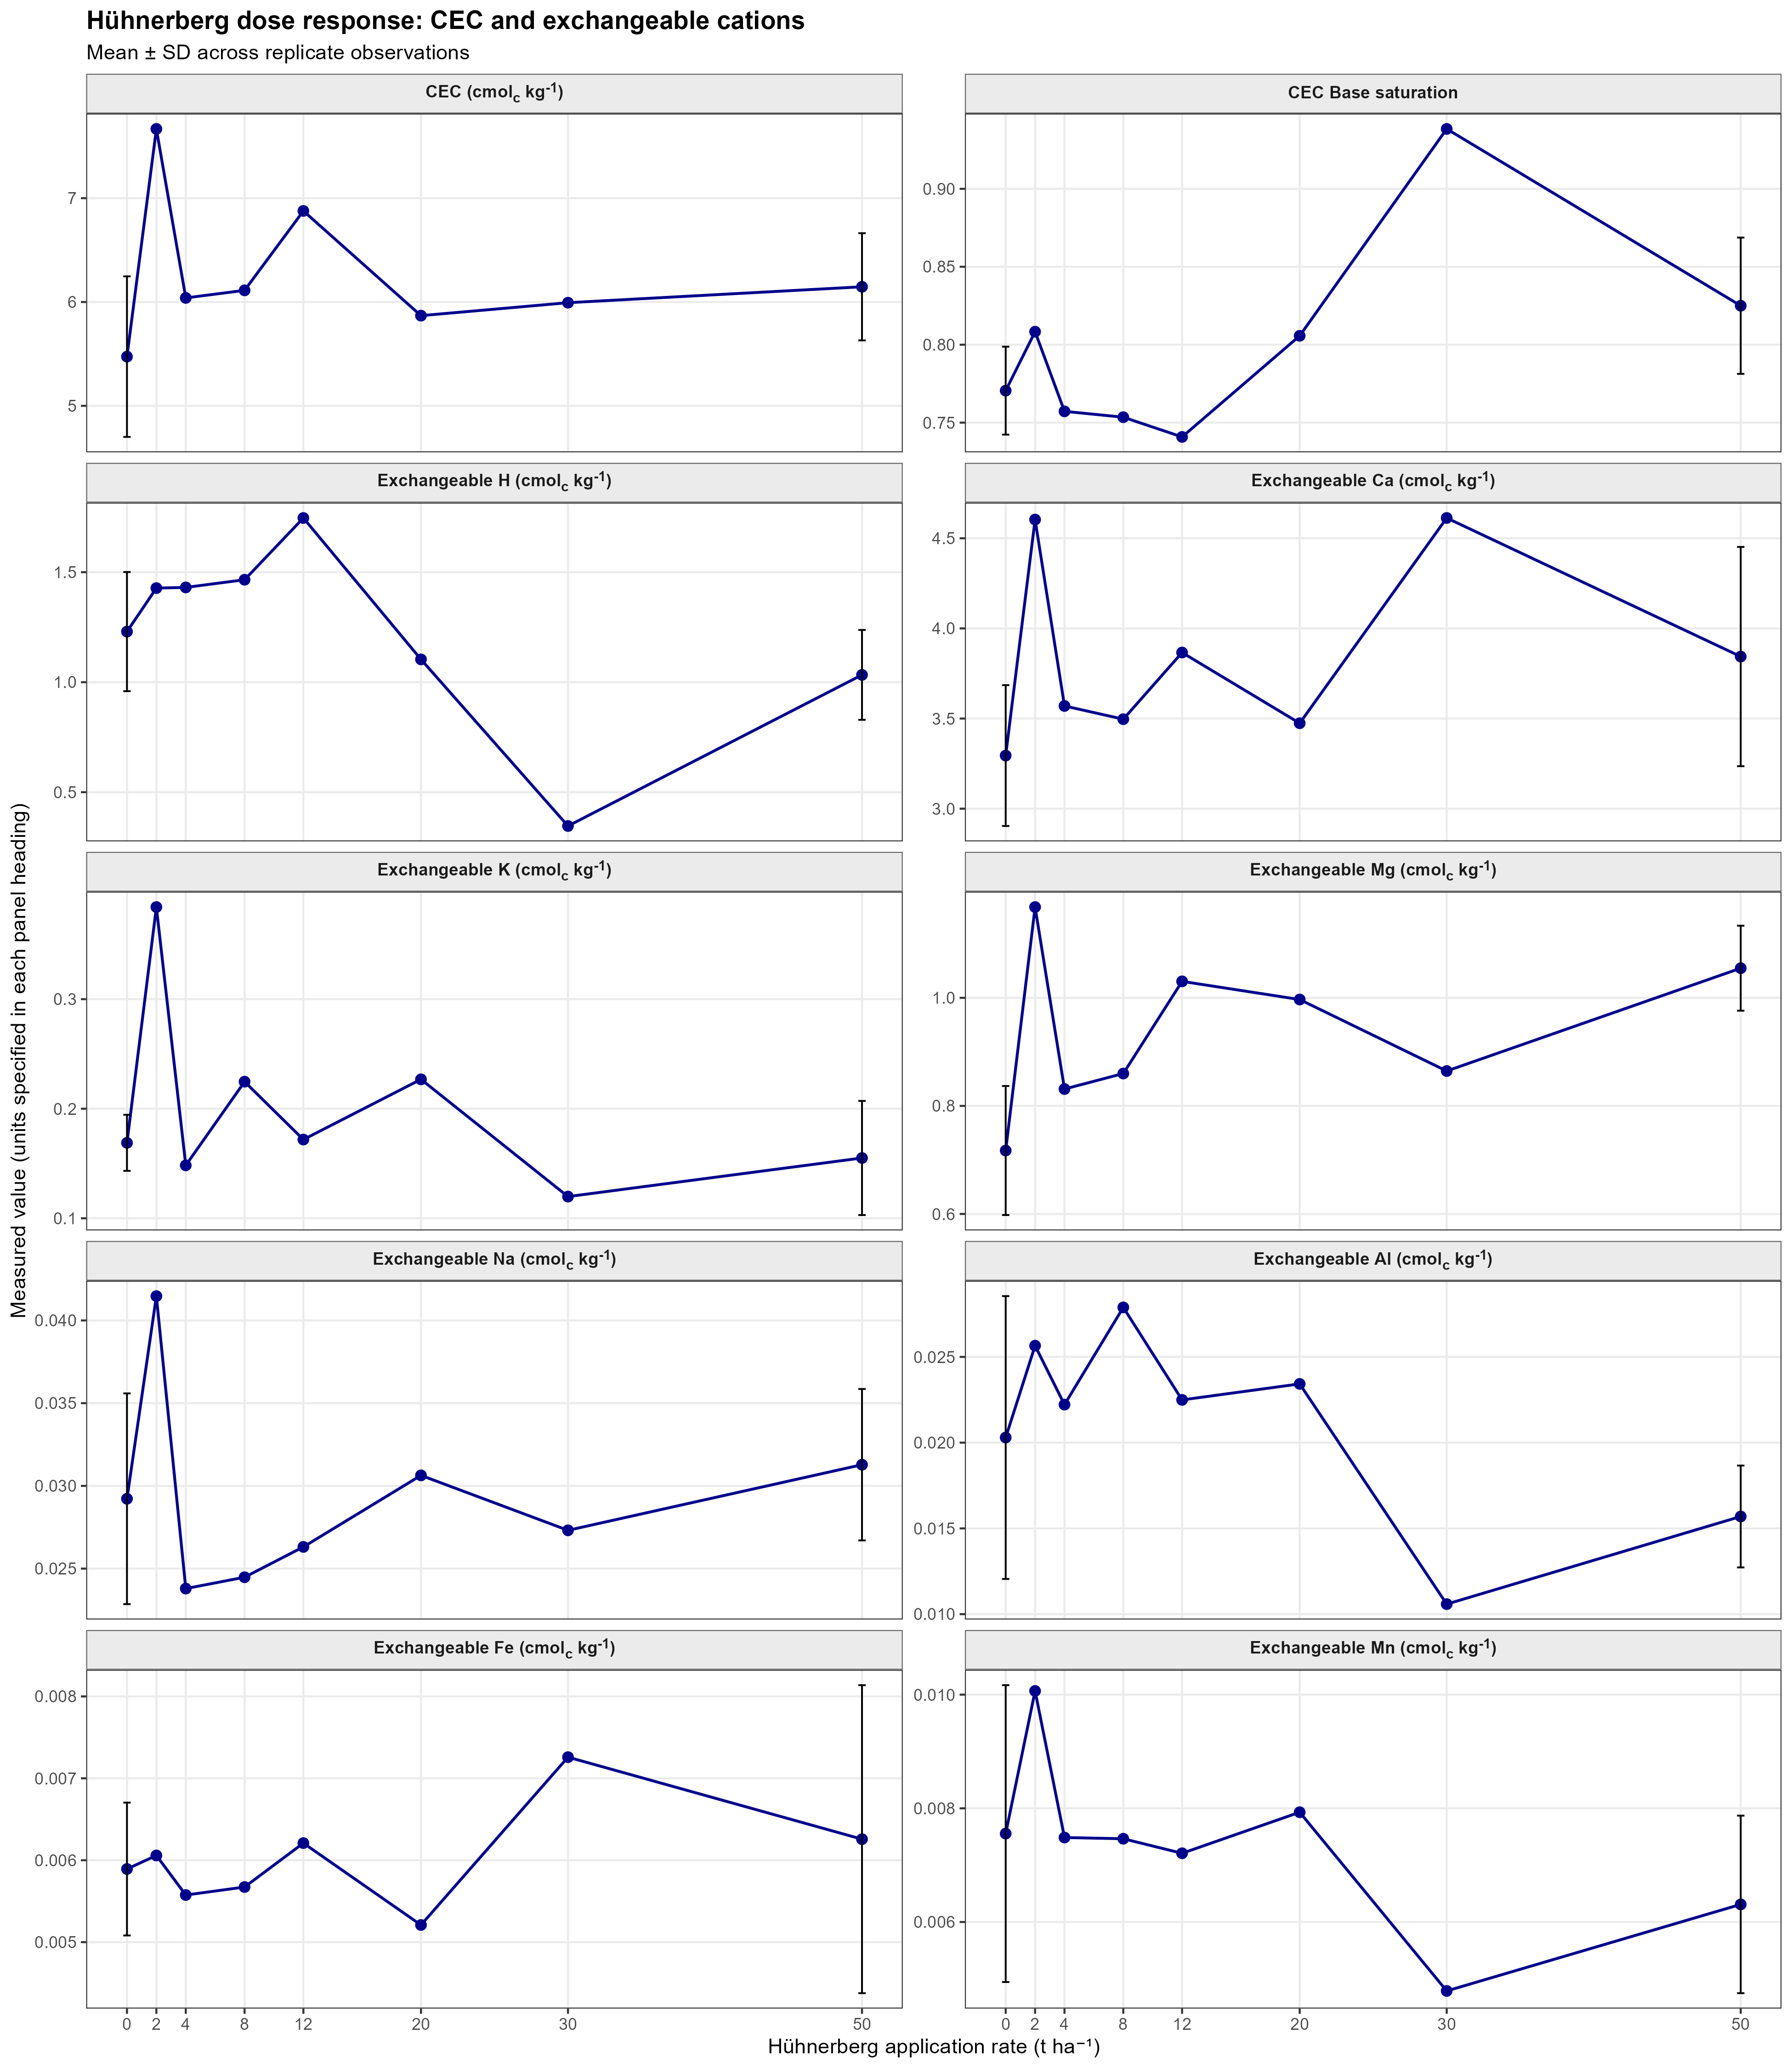 Hühnerberg dose response: CEC and exchangeable cations
Mean ± SD across replicate observations
CEC (cmolc kg-1)
7
6
5
CEC Base saturation
0.90
0.85
0.80
0.75
Exchangeable H (cmolc kg-1)
1.5
1.0
0.5
Exchangeable Ca (cmolc kg-1)
4.5
4.0
3.5
3.0
Exchangeable K (cmolc kg-1)
0.3
0.2
0.1
Exchangeable Mg (cmolc kg-1)
1.0
0.8
0.6
Exchangeable Na (cmolc kg-1)
0.040
0.035
0.030
0.025
Exchangeable Al (cmolc kg-1)
0.025
0.020
0.015
0.010
Exchangeable Fe (cmolc kg-1)
0.008
0.007
0.006
0.005
Exchangeable Mn (cmolc kg-1)
0.010
0.008
0.006
0 2 4 8 12 20 30 50
0 2 4 8 12 20 30 50
Hühnerberg application rate (t ha⁻¹)
Measured value (units specified in each panel heading)